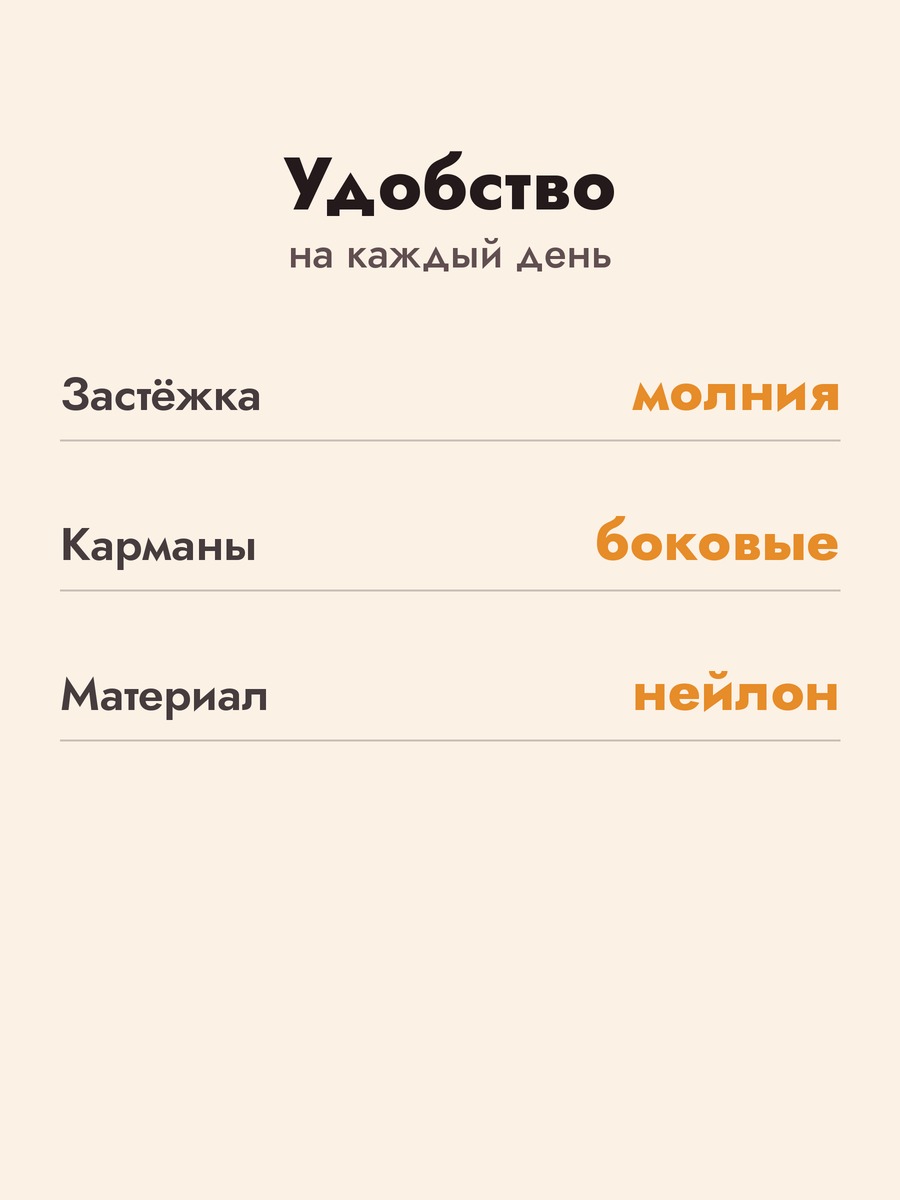 Удобство
на каждый день
Застёжка молния
Карманы боковые
Материал нейлон